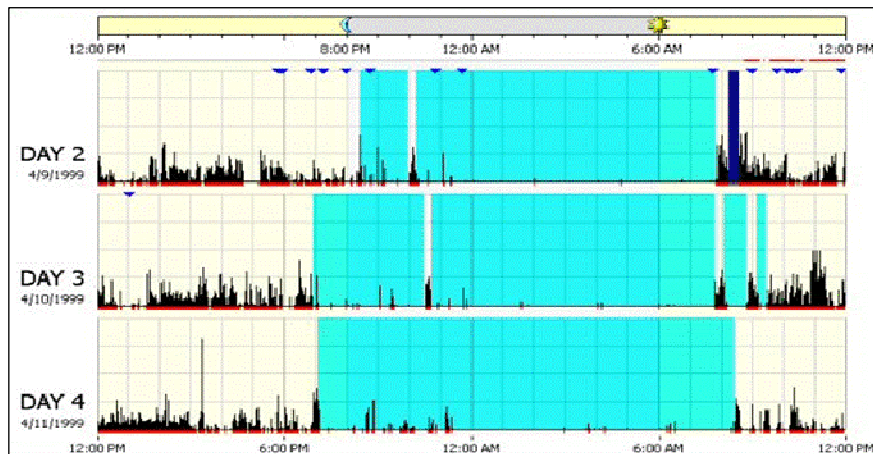 12:00 PM 8:00 PM 12:00 AM 6:00 AM 12:00 PM
DAY 2
4/9/1999
DAY 3
4/10/1999
DAY 4
4/11/1999
12:00 PM 6:00 PM 12:00 AM 6:00 AM 12:00 PM